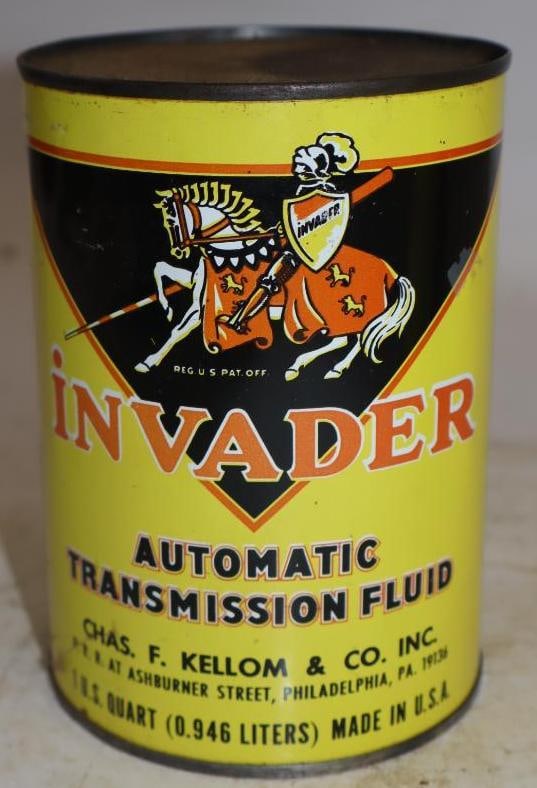 INVADER
REG. U S PAT. OFF.
iNVADER
AUTOMATIC
TRANSMISSION FLUID
CHAS. F. KELLOM & CO. INC.
P.R.R. AT ASHBURNER STREET, PHILADELPHIA, PA. 19136
1 U.S. QUART (0.946 LITERS) MADE IN U.S.A.